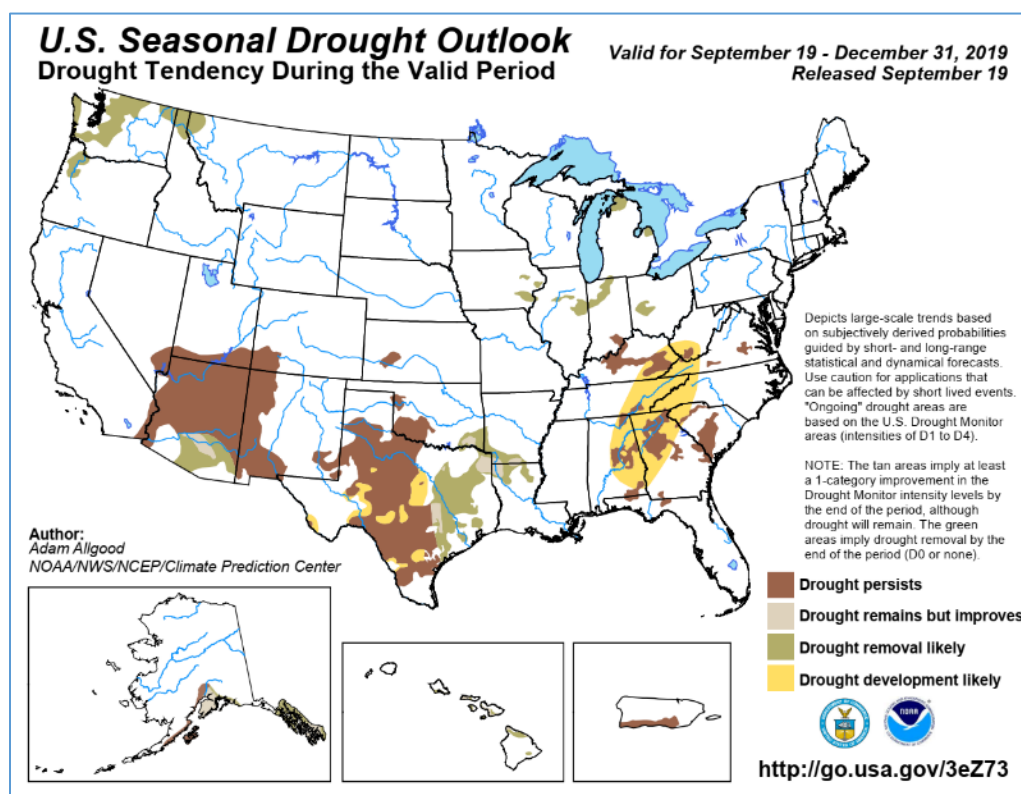 U.S. Seasonal Drought Outlook
Drought Tendency During the Valid Period
Valid for September 19 - December 31, 2019
Released September 19
Depicts large-scale trends based
on subjectively derived probabilities
guided by short- and long-range
statistical and dynamical forecasts.
Use caution for applications that
can be affected by short lived events.
"Ongoing" drought areas are
based on the U.S. Drought Monitor
areas (intensities of D1 to D4).
NOTE: The tan areas imply at least
a 1-category improvement in the
Drought Monitor intensity levels by
the end of the period, although
drought will remain. The green
areas imply drought removal by the
end of the period (D0 or none).
Author:
Adam Allgood
NOAA/NWS/NCEP/Climate Prediction Center
Drought persists
Drought remains but improves
Drought removal likely
Drought development likely
NOAA
http://go.usa.gov/3eZ73